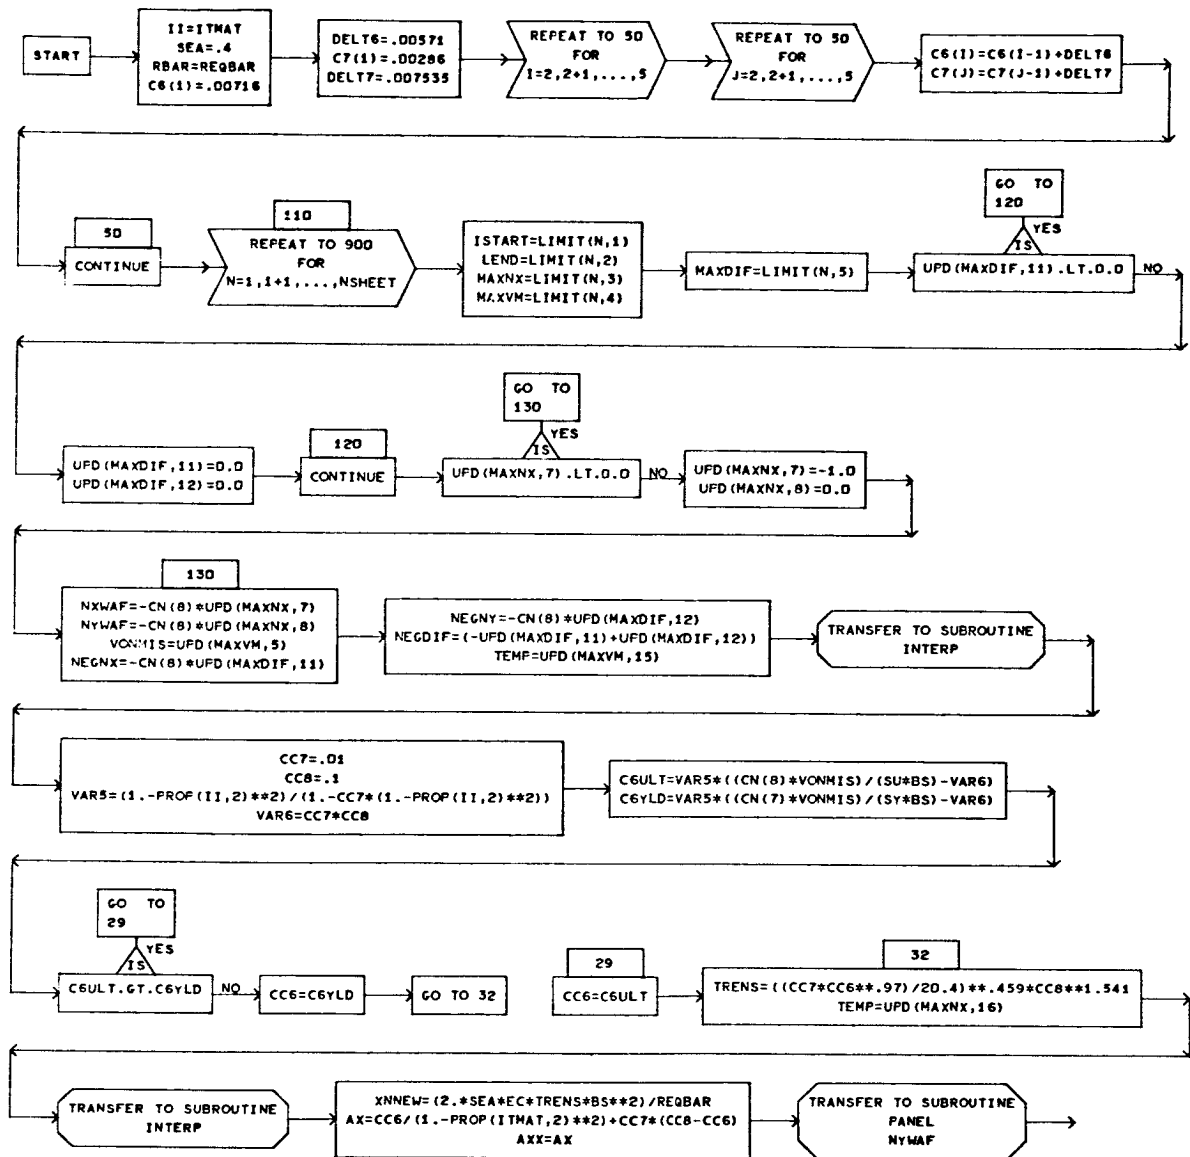 START
II=ITMAT
SEA=.4
RBAR=REQBAR
C6(1)=.00716
DELT6=.00571
C7(1)=.00286
DELT7=.007535
REPEAT TO 50
FOR
I=2,2+1,...,5
REPEAT TO 50
FOR
J=2,2+1,...,5
C6(I)=C6(I-1)+DELT6
C7(J)=C7(J-1)+DELT7
50
CONTINUE
110
REPEAT TO 900
FOR
N=1,1+1,...,NSHEET
ISTART=LIMIT(N,1)
LEND=LIMIT(N,2)
MAXNX=LIMIT(N,3)
MAXVM=LIMIT(N,4)
MAXDIF=LIMIT(N,5)
GO TO
120
YES
IS
UPD(MAXDIF,11).LT.0.0
NO
UPD(MAXDIF,11)=0.0
UPD(MAXDIF,12)=0.0
120
CONTINUE
GO TO
130
YES
IS
UPD(MAXNX,7).LT.0.0
NO
UPD(MAXNX,7)=-1.0
UPD(MAXNX,8)=0.0
130
NXWAF=-CN(8)*UPD(MAXNX,7)
NYWAF=-CN(8)*UPD(MAXNX,8)
VONMIS=UPD(MAXVM,5)
NEGNX=-CN(8)*UPD(MAXDIF,11)
NEGNY=-CN(8)*UPD(MAXDIF,12)
NEGDIF=(-UPD(MAXDIF,11)+UPD(MAXDIF,12))
TEMP=UPD(MAXVM,15)
TRANSFER TO SUBROUTINE
INTERP
CC7=.01
CC8=.1
VAR5=(1.-PROP(II,2)**2)/(1.-CC7*(1.-PROP(II,2)**2))
VAR6=CC7*CC8
C6ULT=VAR5*((CN(8)*VONMIS)/(SU*BS)-VAR6)
C6YLD=VAR5*((CN(7)*VONMIS)/(SY*BS)-VAR6)
GO TO
29
YES
IS
C6ULT.GT.C6YLD
NO
CC6=C6YLD
GO TO 32
29
CC6=C6ULT
32
TRENS=((CC7*CC6**.97)/20.4)**.459*CC8**1.541
TEMP=UPD(MAXNX,16)
TRANSFER TO SUBROUTINE
INTERP
XNNEW=(2.*SEA*EC*TRENS*BS**2)/REQBAR
AX=CC6/(1.-PROP(ITMAT,2)**2)+CC7*(CC8-CC6)
AXX=AX
TRANSFER TO SUBROUTINE
PANEL
NYWAF